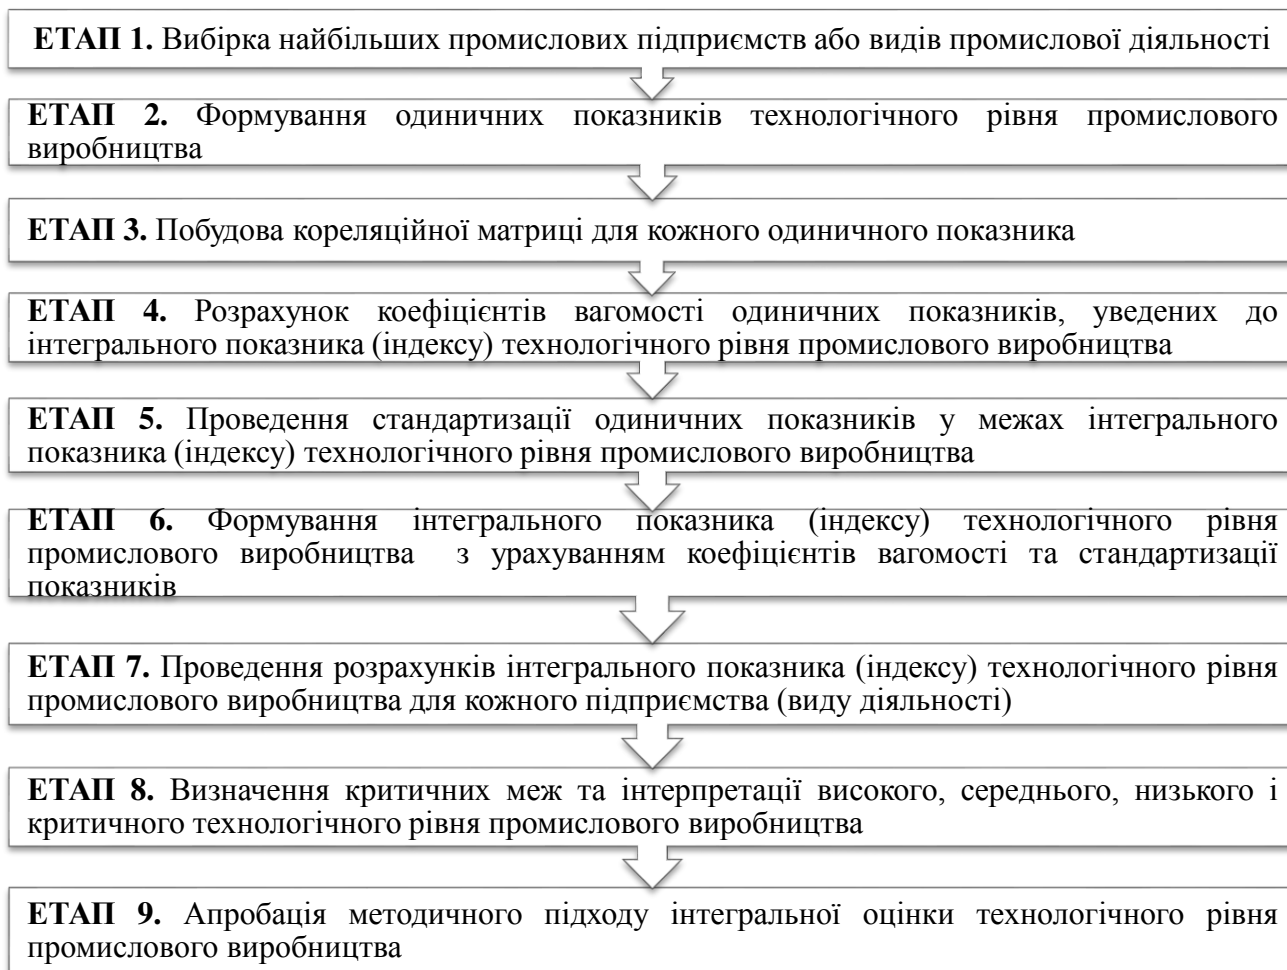 ЕТАП 1. Вибірка найбільших промислових підприємств або видів промислової діяльності
ЕТАП 2. Формування одиничних показників технологічного рівня промислового
виробництва
ЕТАП 3. Побудова кореляційної матриці для кожного одиничного показника
ЕТАП 4. Розрахунок коефіцієнтів вагомості одиничних показників, уведених до
інтегрального показника (індексу) технологічного рівня промислового виробництва
ЕТАП 5. Проведення стандартизації одиничних показників у межах інтегрального
показника (індексу) технологічного рівня промислового виробництва
ЕТАП 6. Формування інтегрального показника (індексу) технологічного рівня
промислового виробництва з урахуванням коефіцієнтів вагомості та стандартизації
показників
ЕТАП 7. Проведення розрахунків інтегрального показника (індексу) технологічного рівня
промислового виробництва для кожного підприємства (виду діяльності)
ЕТАП 8. Визначення критичних меж та інтерпретації високого, середнього, низького і
критичного технологічного рівня промислового виробництва
ЕТАП 9. Апробація методичного підходу інтегральної оцінки технологічного рівня
промислового виробництва